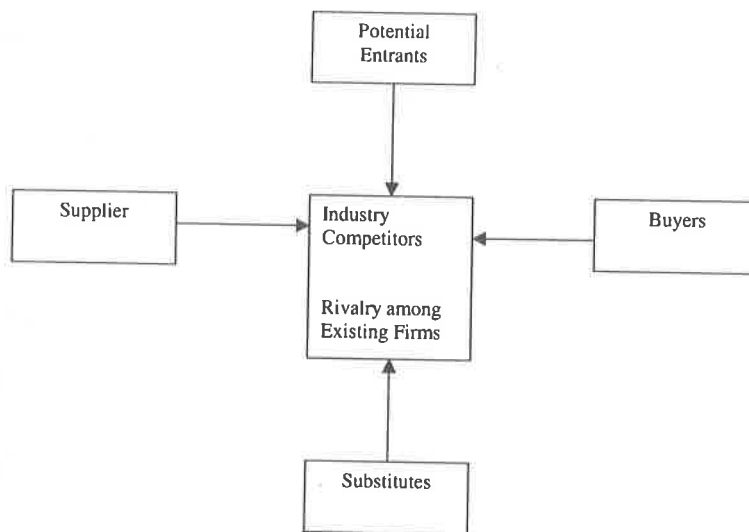 Potential
Entrants
Supplier
Industry
Competitors
Buyers
Rivalry among
Existing Firms
Substitutes